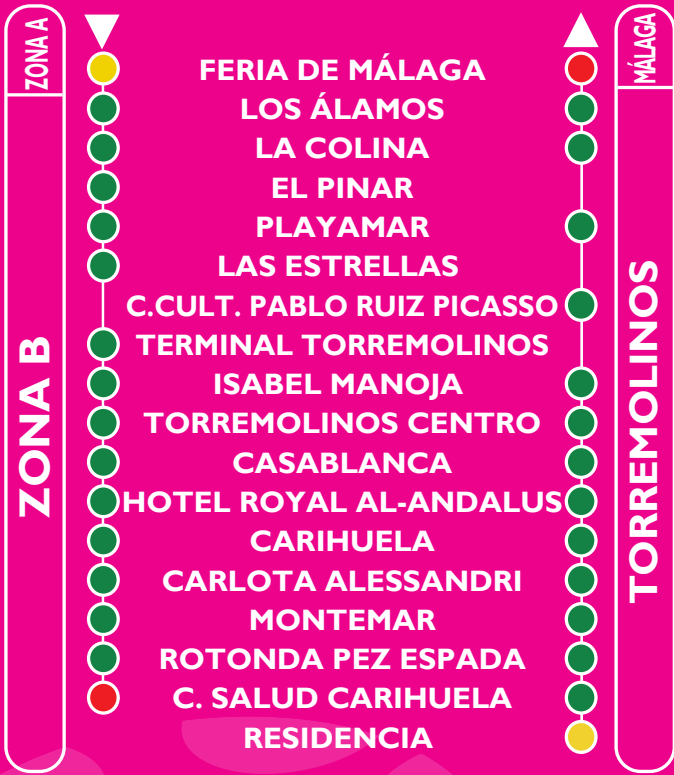 ZONA A
MÁLAGA
FERIA DE MÁLAGA
LOS ÁLAMOS
LA COLINA
EL PINAR
PLAYAMAR
LAS ESTRELLAS
C.CULT. PABLO RUIZ PICASSO
TERMINAL TORREMOLINOS
ISABEL MANOJA
TORREMOLINOS CENTRO
CASABLANCA
HOTEL ROYAL AL-ANDALUS
CARIHUELA
CARLOTA ALESSANDRI
MONTEMAR
ROTONDA PEZ ESPADA
C. SALUD CARIHUELA
RESIDENCIA
ZONA B
TORREMOLINOS